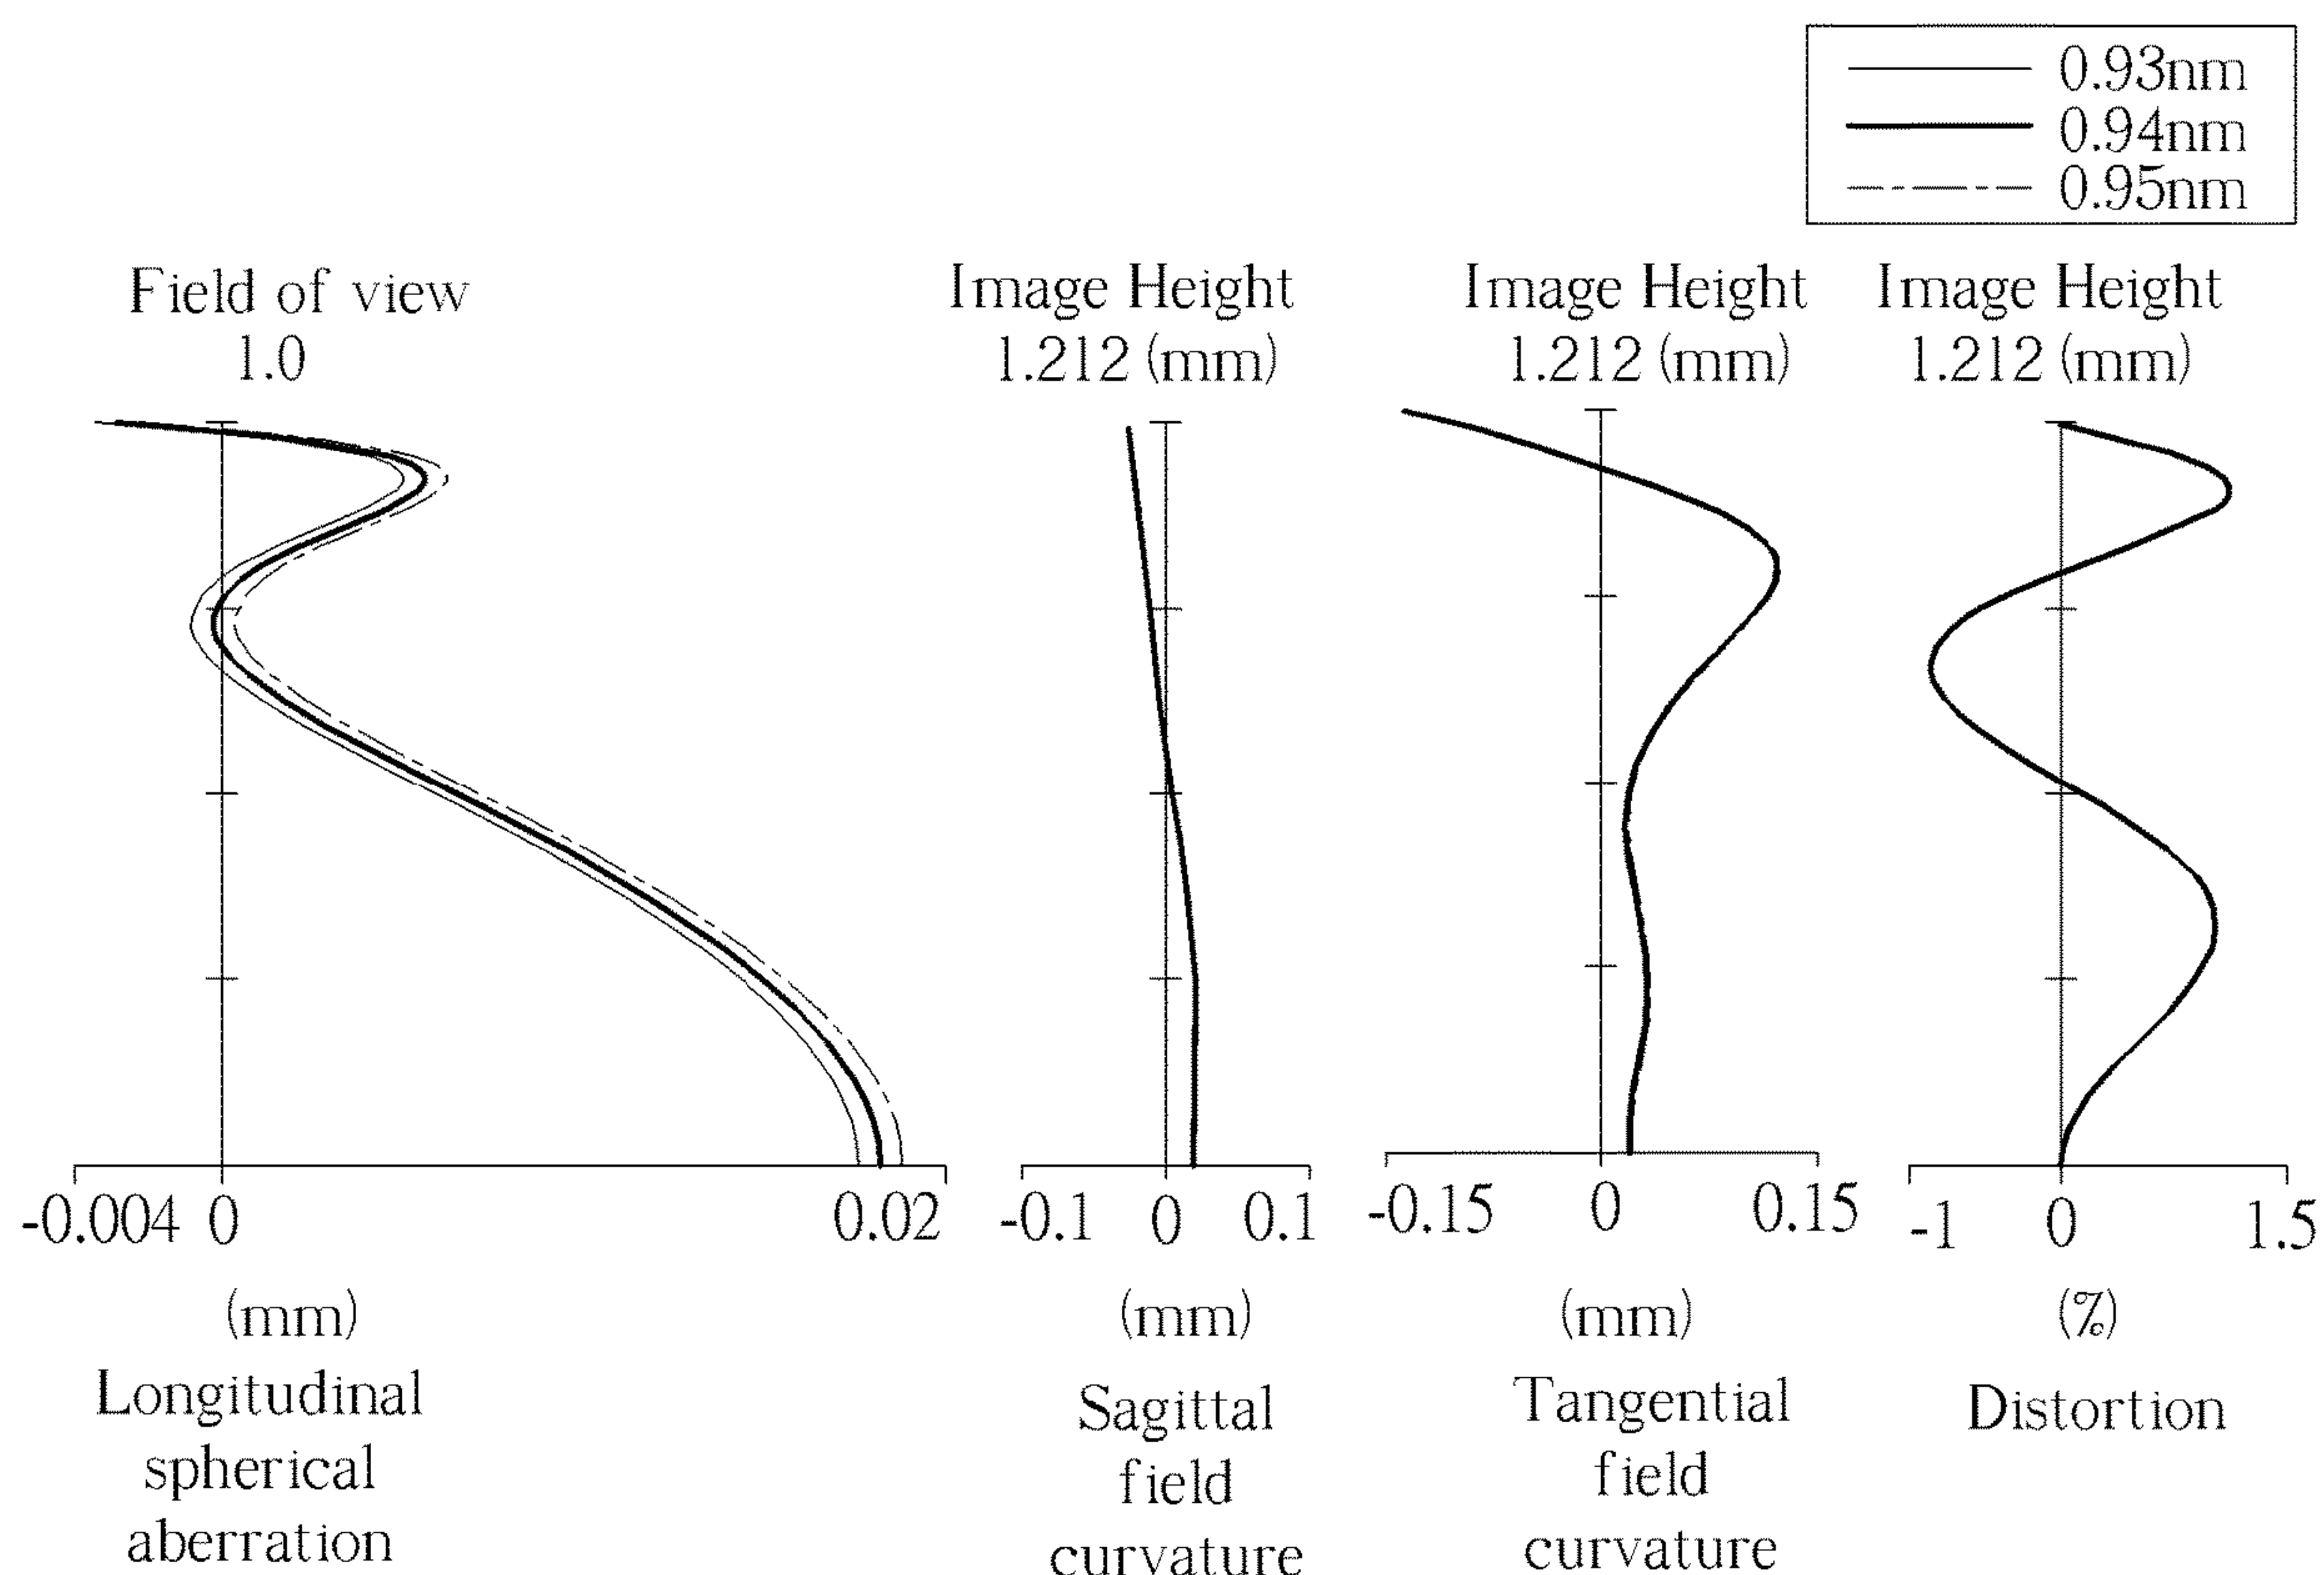 0.93nm
0.94nm
0.95nm
Field of view
1.0
Image Height
1.212 (mm)
Image Height
1.212 (mm)
Image Height
1.212 (mm)
-0.004 0 0.02
-0.1 0 0.1
-0.15 0 0.15
-1 0 1.5
(mm)
Longitudinal
spherical
aberration
(mm)
Sagittal
field
curvature
(mm)
Tangential
field
curvature
(%)
Distortion